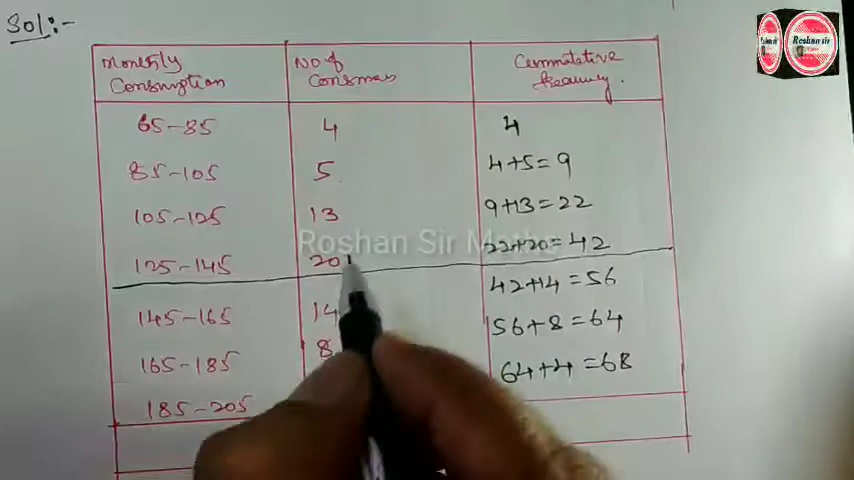 Sol:-
Monthly Consumption No of Consumers Cummulative frequency.
65-85 4 4
85-105 5 4+5=9
105-125 13 9+13=22
125-145 20 22+20=42
145-165 14 42+14=56
165-185 8 56+8=64
185-205 64+4=68
Roshan Sir Maths
Roshan sir